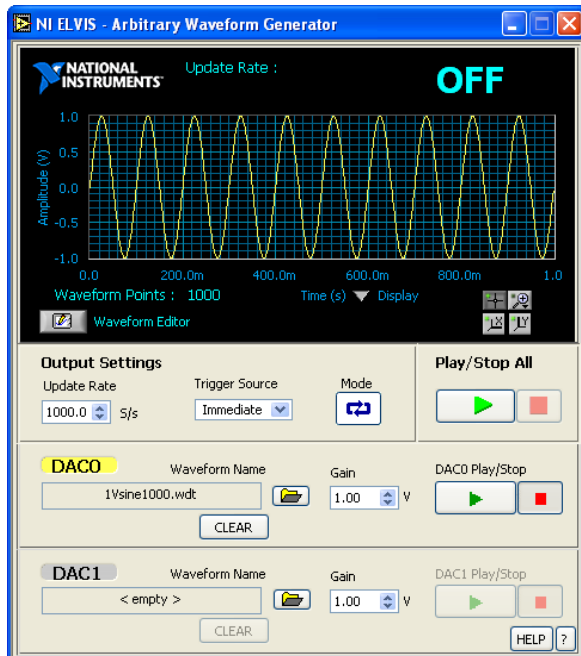 NI ELVIS - Arbitrary Waveform Generator
NATIONAL INSTRUMENTS™
Update Rate :
OFF
1.0
0.5
0.0
-0.5
-1.0
Amplitude (V)
0.0 200.0m 400.0m 600.0m 800.0m 1.0
Waveform Points : 1000
Time (s)
Display
Waveform Editor
X
Y
Output Settings
Update Rate
1000.0 S/s
Trigger Source
Immediate
Mode
Play/Stop All
DAC0
Waveform Name
1Vsine1000.wdt
CLEAR
Gain
1.00 V
DAC0 Play/Stop
DAC1
Waveform Name
< empty >
CLEAR
Gain
1.00 V
DAC1 Play/Stop
HELP ?